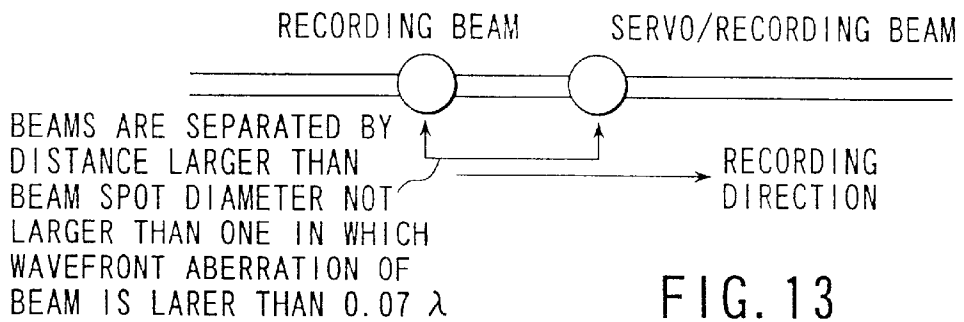 RECORDING BEAM
SERVO/RECORDING BEAM
BEAMS ARE SEPARATED BY
DISTANCE LARGER THAN
BEAM SPOT DIAMETER NOT
LARGER THAN ONE IN WHICH
WAVEFRONT ABERRATION OF
BEAM IS LARER THAN 0.07 λ
RECORDING
DIRECTION
FIG. 13